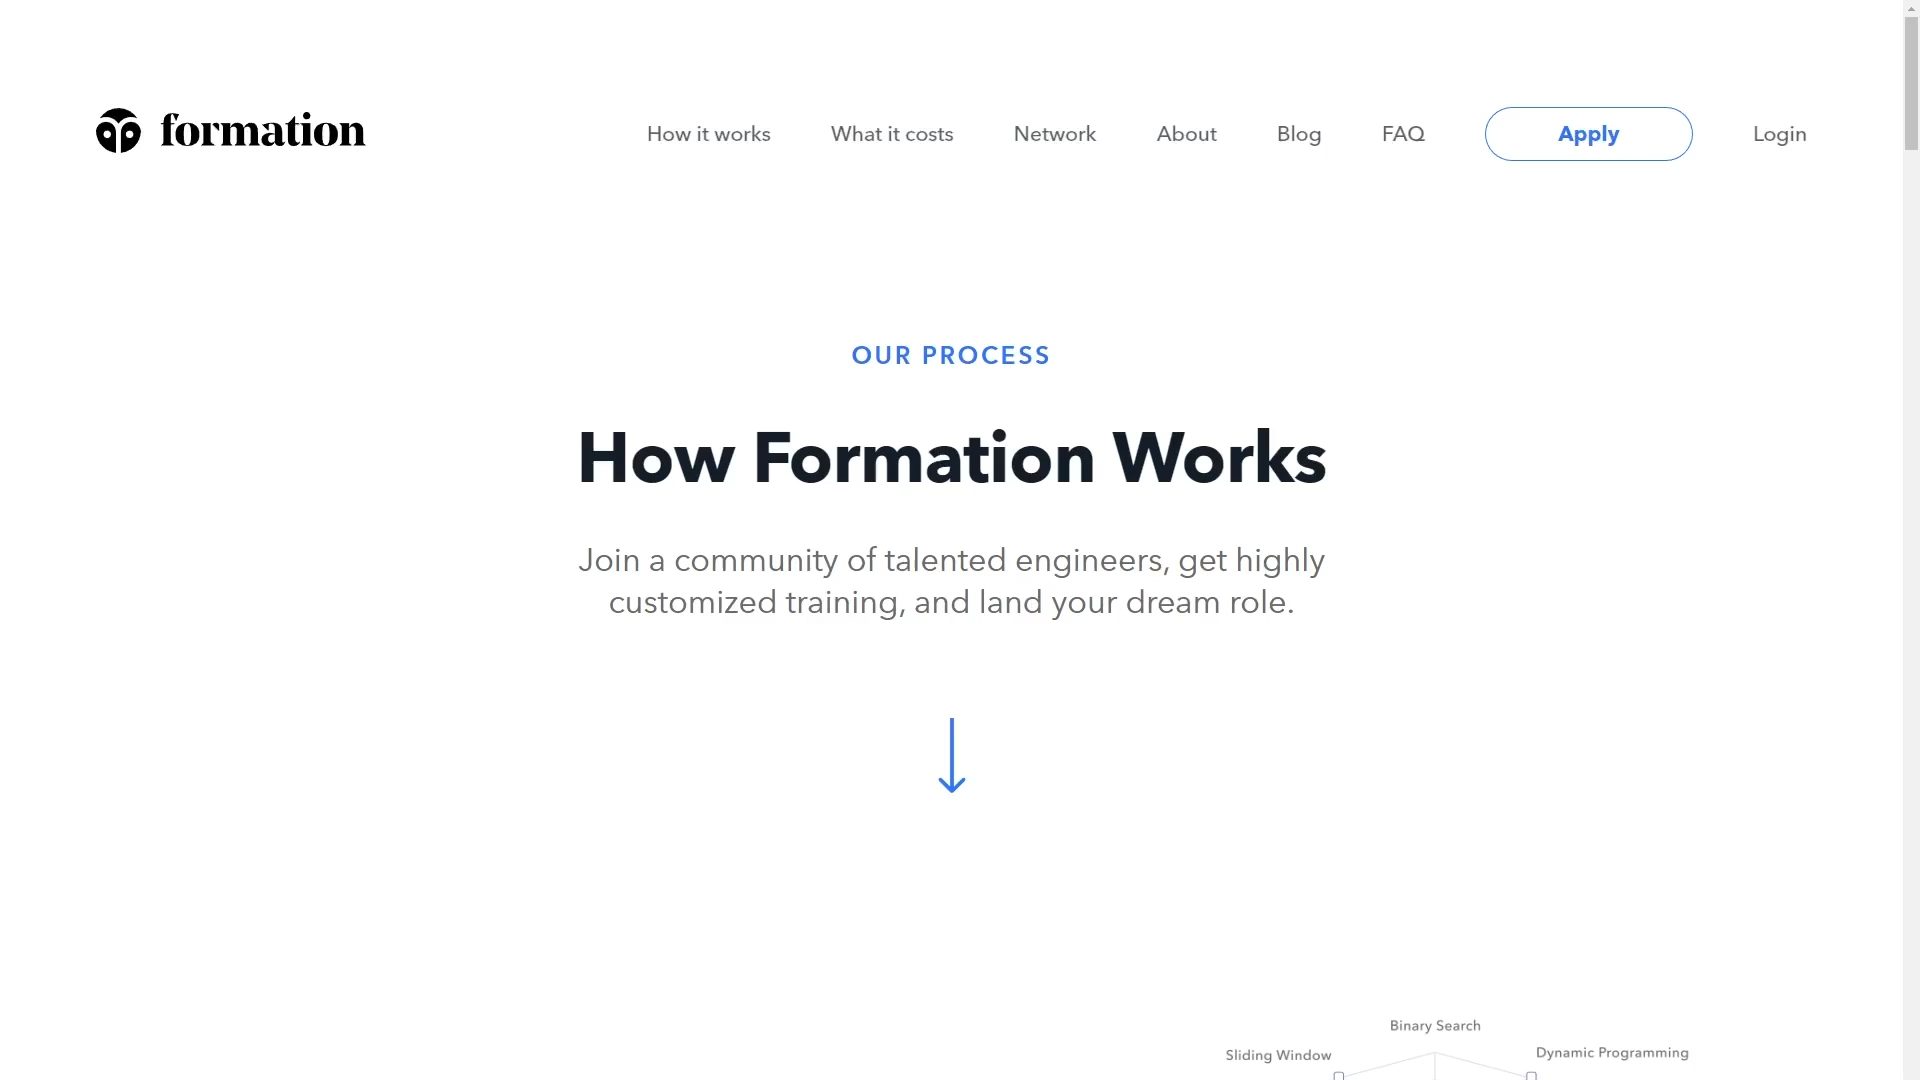 formation
How it works
What it costs
Network
About
Blog
FAQ
Apply
Login
OUR PROCESS
How Formation Works
Join a community of talented engineers, get highly
customized training, and land your dream role.
Binary Search
Sliding Window
Dynamic Programming